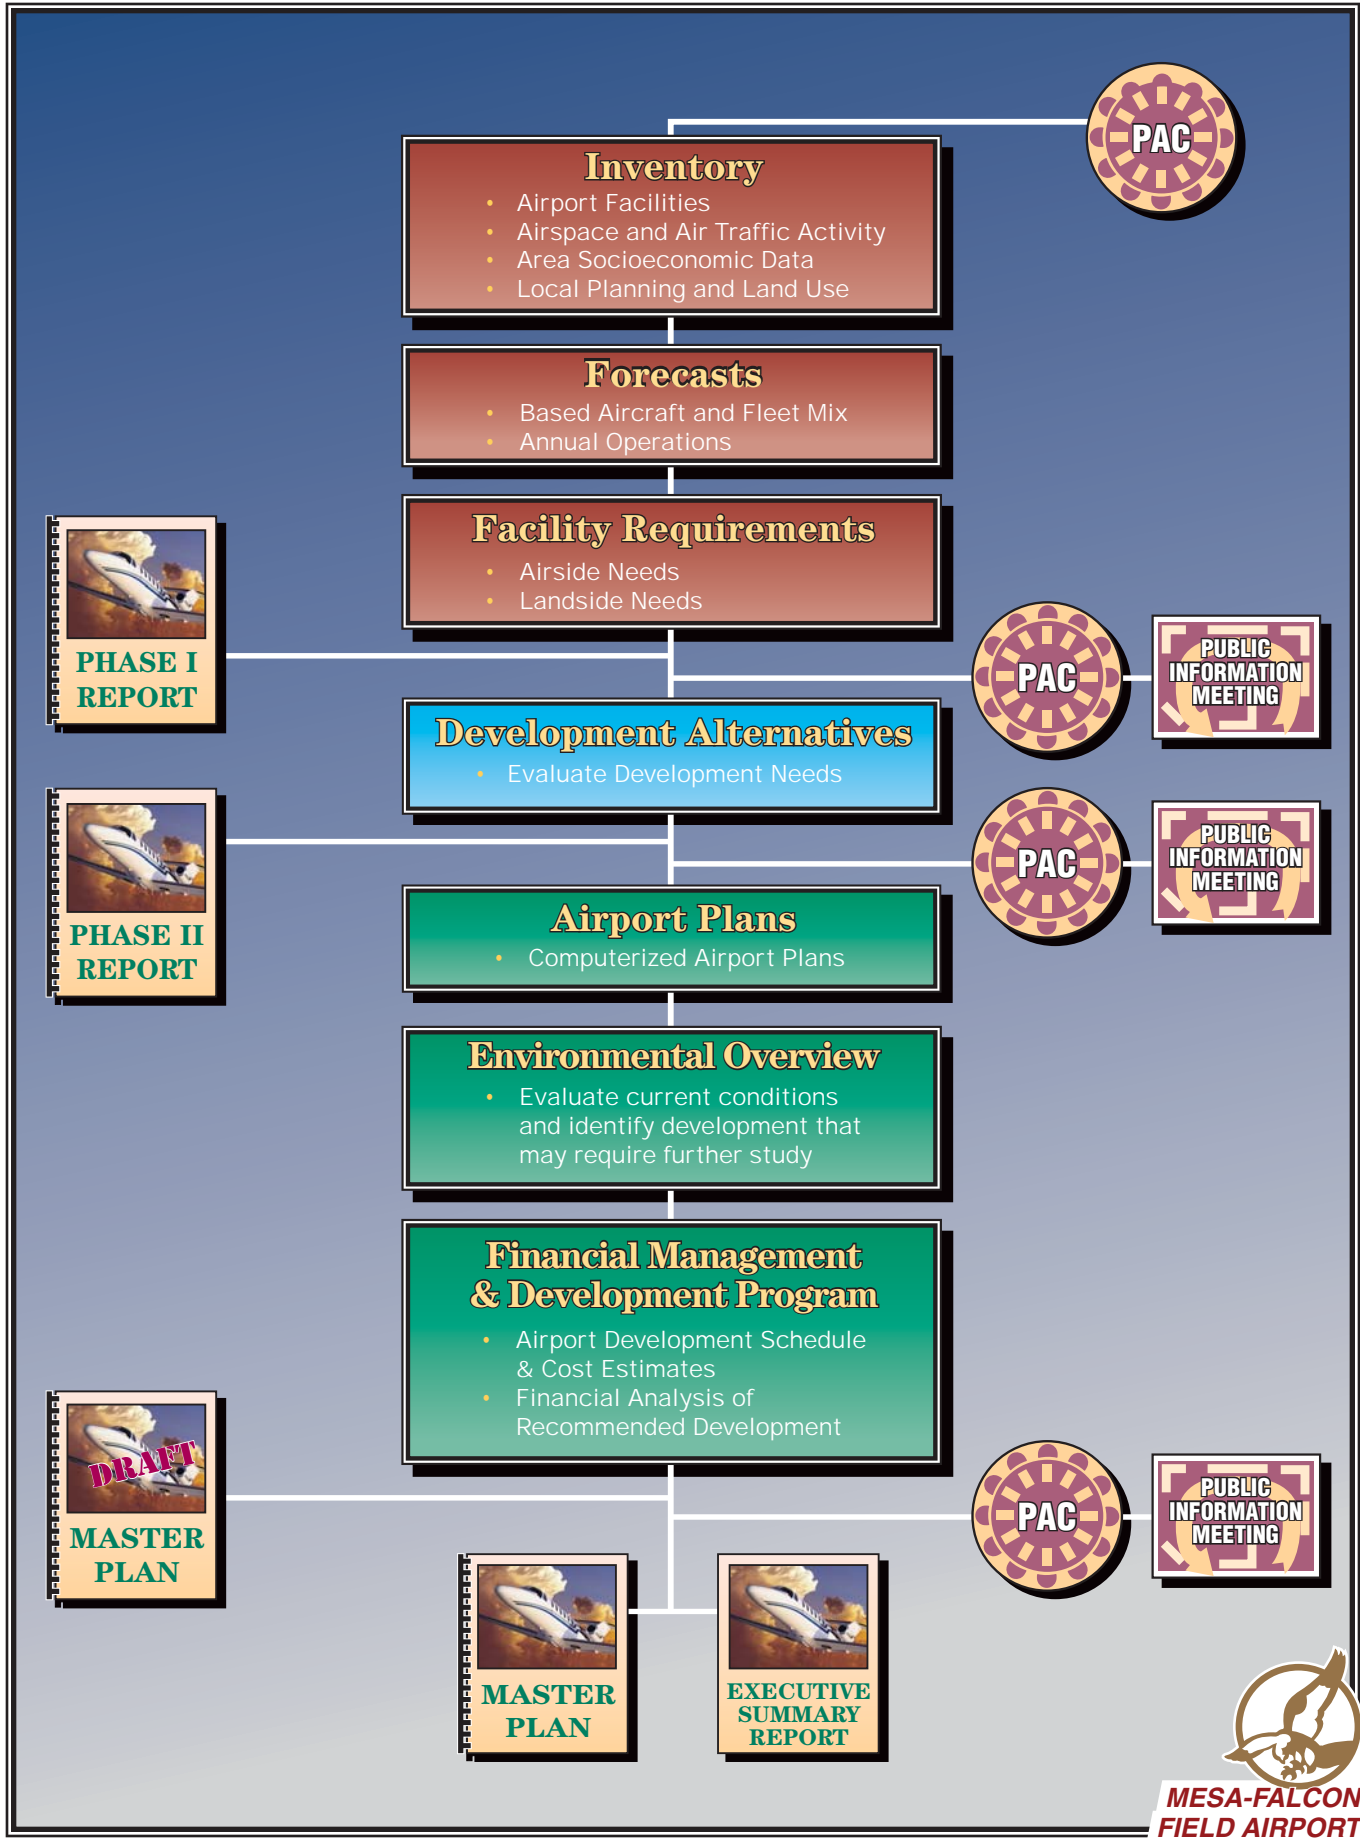 PAC
Inventory
• Airport Facilities
• Airspace and Air Traffic Activity
• Area Socioeconomic Data
• Local Planning and Land Use
Forecasts
• Based Aircraft and Fleet Mix
• Annual Operations
Facility Requirements
• Airside Needs
• Landside Needs
PHASE I
REPORT
PAC
PUBLIC
INFORMATION
MEETING
Development Alternatives
• Evaluate Development Needs
PHASE II
REPORT
PAC
PUBLIC
INFORMATION
MEETING
Airport Plans
• Computerized Airport Plans
Environmental Overview
• Evaluate current conditions
and identify development that
may require further study
Financial Management
& Development Program
• Airport Development Schedule
& Cost Estimates
• Financial Analysis of
Recommended Development
DRAFT
MASTER
PLAN
PAC
PUBLIC
INFORMATION
MEETING
MASTER
PLAN
EXECUTIVE
SUMMARY
REPORT
MESA-FALCON
FIELD AIRPORT